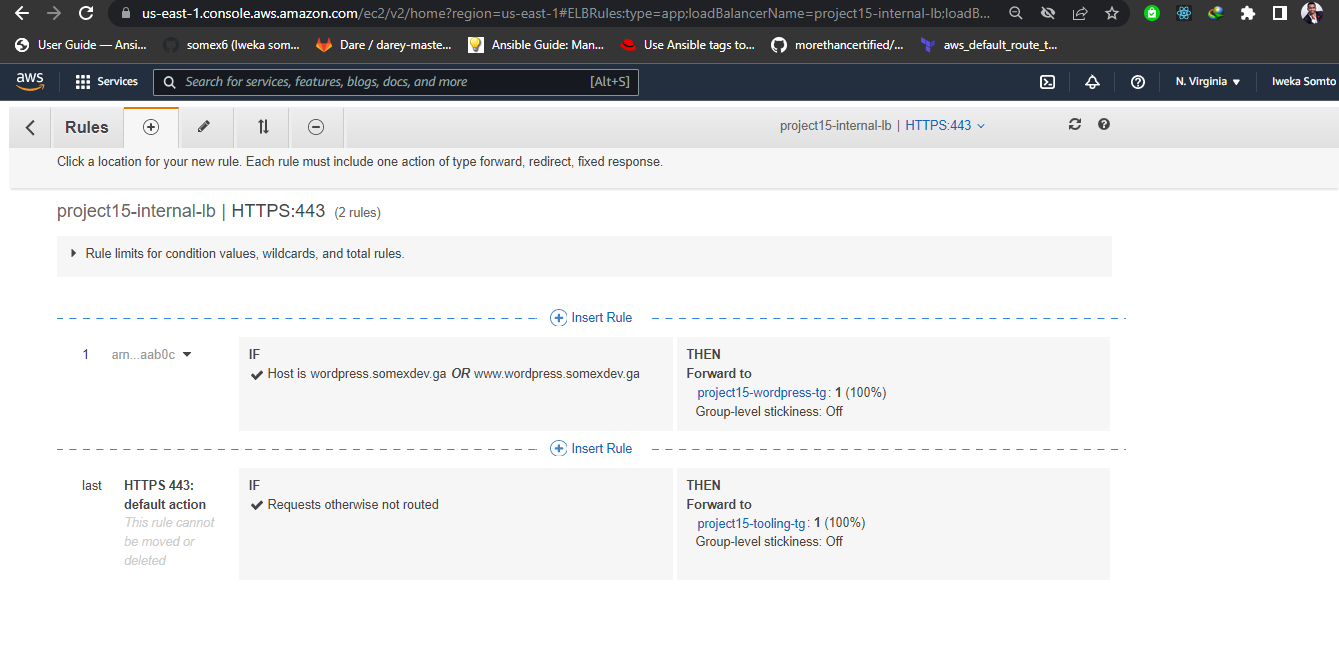 us-east-1.console.aws.amazon.com/ec2/v2/home?region=us-east-1#ELBRules:type=app;loadBalancerName=project15-internal-lb;loadB...
User Guide — Ansi... somex6 (Iweka som... Dare / darey-maste... Ansible Guide: Man... Use Ansible tags to... morethancertified/... aws_default_route_t...
aws Services Search for services, features, blogs, docs, and more [Alt+S] N. Virginia Iweka Somto
Rules project15-internal-lb | HTTPS:443
Click a location for your new rule. Each rule must include one action of type forward, redirect, fixed response.
project15-internal-lb | HTTPS:443 (2 rules)
Rule limits for condition values, wildcards, and total rules.
Insert Rule
1 arn...aab0c
IF
Host is wordpress.somexdev.ga OR www.wordpress.somexdev.ga
THEN
Forward to
project15-wordpress-tg: 1 (100%)
Group-level stickiness: Off
Insert Rule
last HTTPS 443:
default action
This rule cannot
be moved or
deleted
IF
Requests otherwise not routed
THEN
Forward to
project15-tooling-tg: 1 (100%)
Group-level stickiness: Off